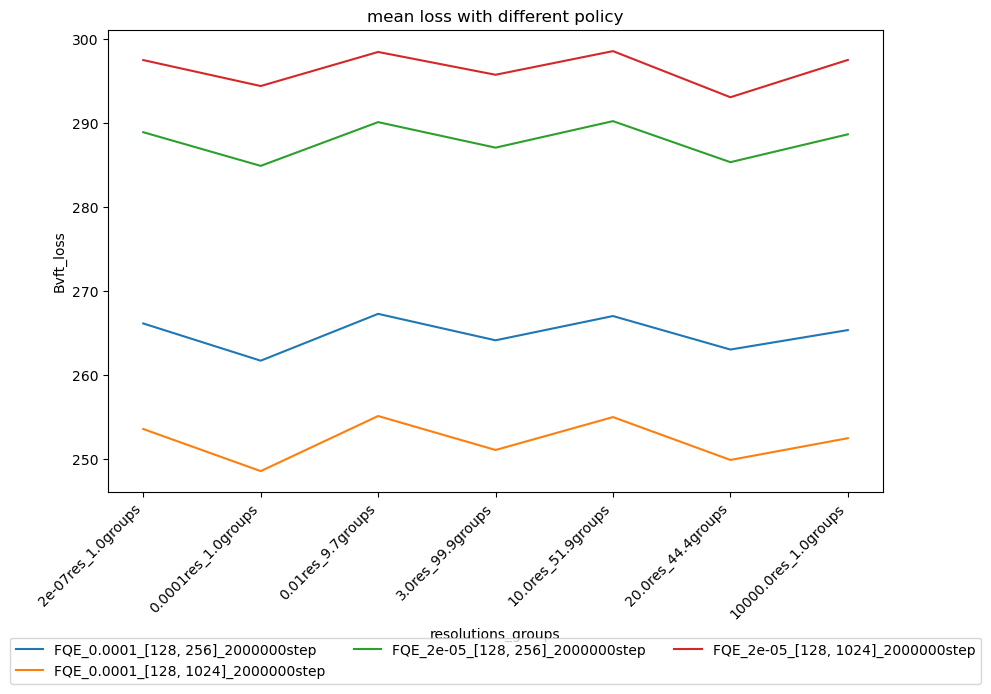 mean loss with different policy
Bvft_loss
300
290
280
270
260
250
2e-07res_1.0groups
0.0001res_1.0groups
0.01res_9.7groups
3.0res_99.9groups
10.0res_51.9groups
20.0res_44.4groups
10000.0res_1.0groups
resolutions_groups
FQE_0.0001_[128, 256]_2000000step
FQE_0.0001_[128, 1024]_2000000step
FQE_2e-05_[128, 256]_2000000step
FQE_2e-05_[128, 1024]_2000000step